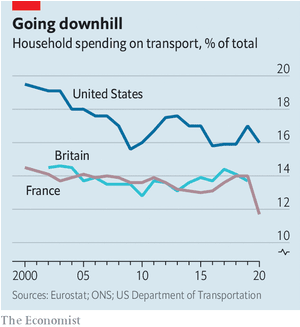 Going downhill
Household spending on transport, % of total
20
United States
18
16
Britain
14
France
12
10
2000 05 10 15 20
Sources: Eurostat; ONS; US Department of Transportation
The Economist